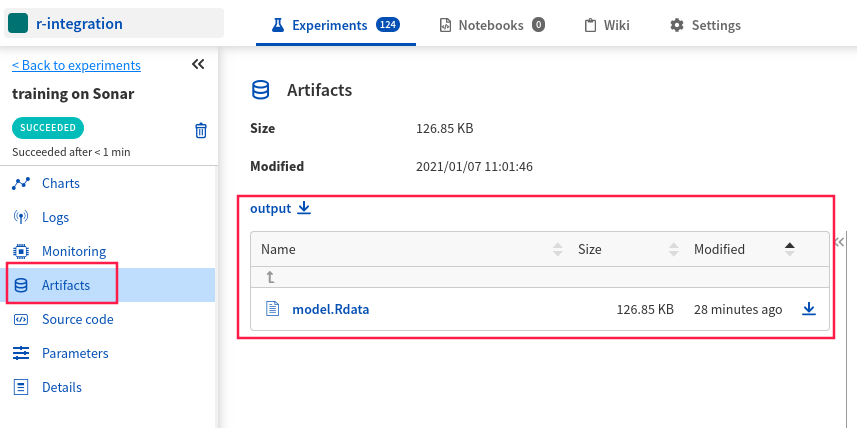 r-integration
Experiments 124
Notebooks 0
Wiki
Settings
< Back to experiments
training on Sonar
SUCCEEDED
Succeeded after < 1 min
Charts
Logs
Monitoring
Artifacts
Source code
Parameters
Details
Artifacts
Size 126.85 KB
Modified 2021/01/07 11:01:46
output
Name Size Modified
model.Rdata 126.85 KB 28 minutes ago